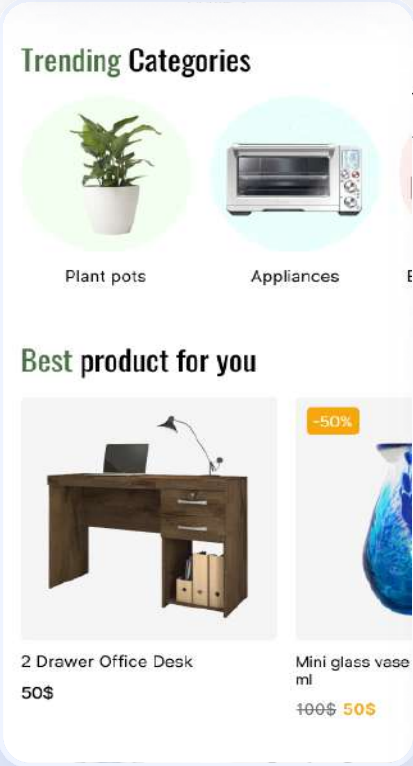 Trending Categories
Plant pots
Appliances
Best product for you
-50%
2 Drawer Office Desk
50$
Mini glass vase
ml
100$ 50$